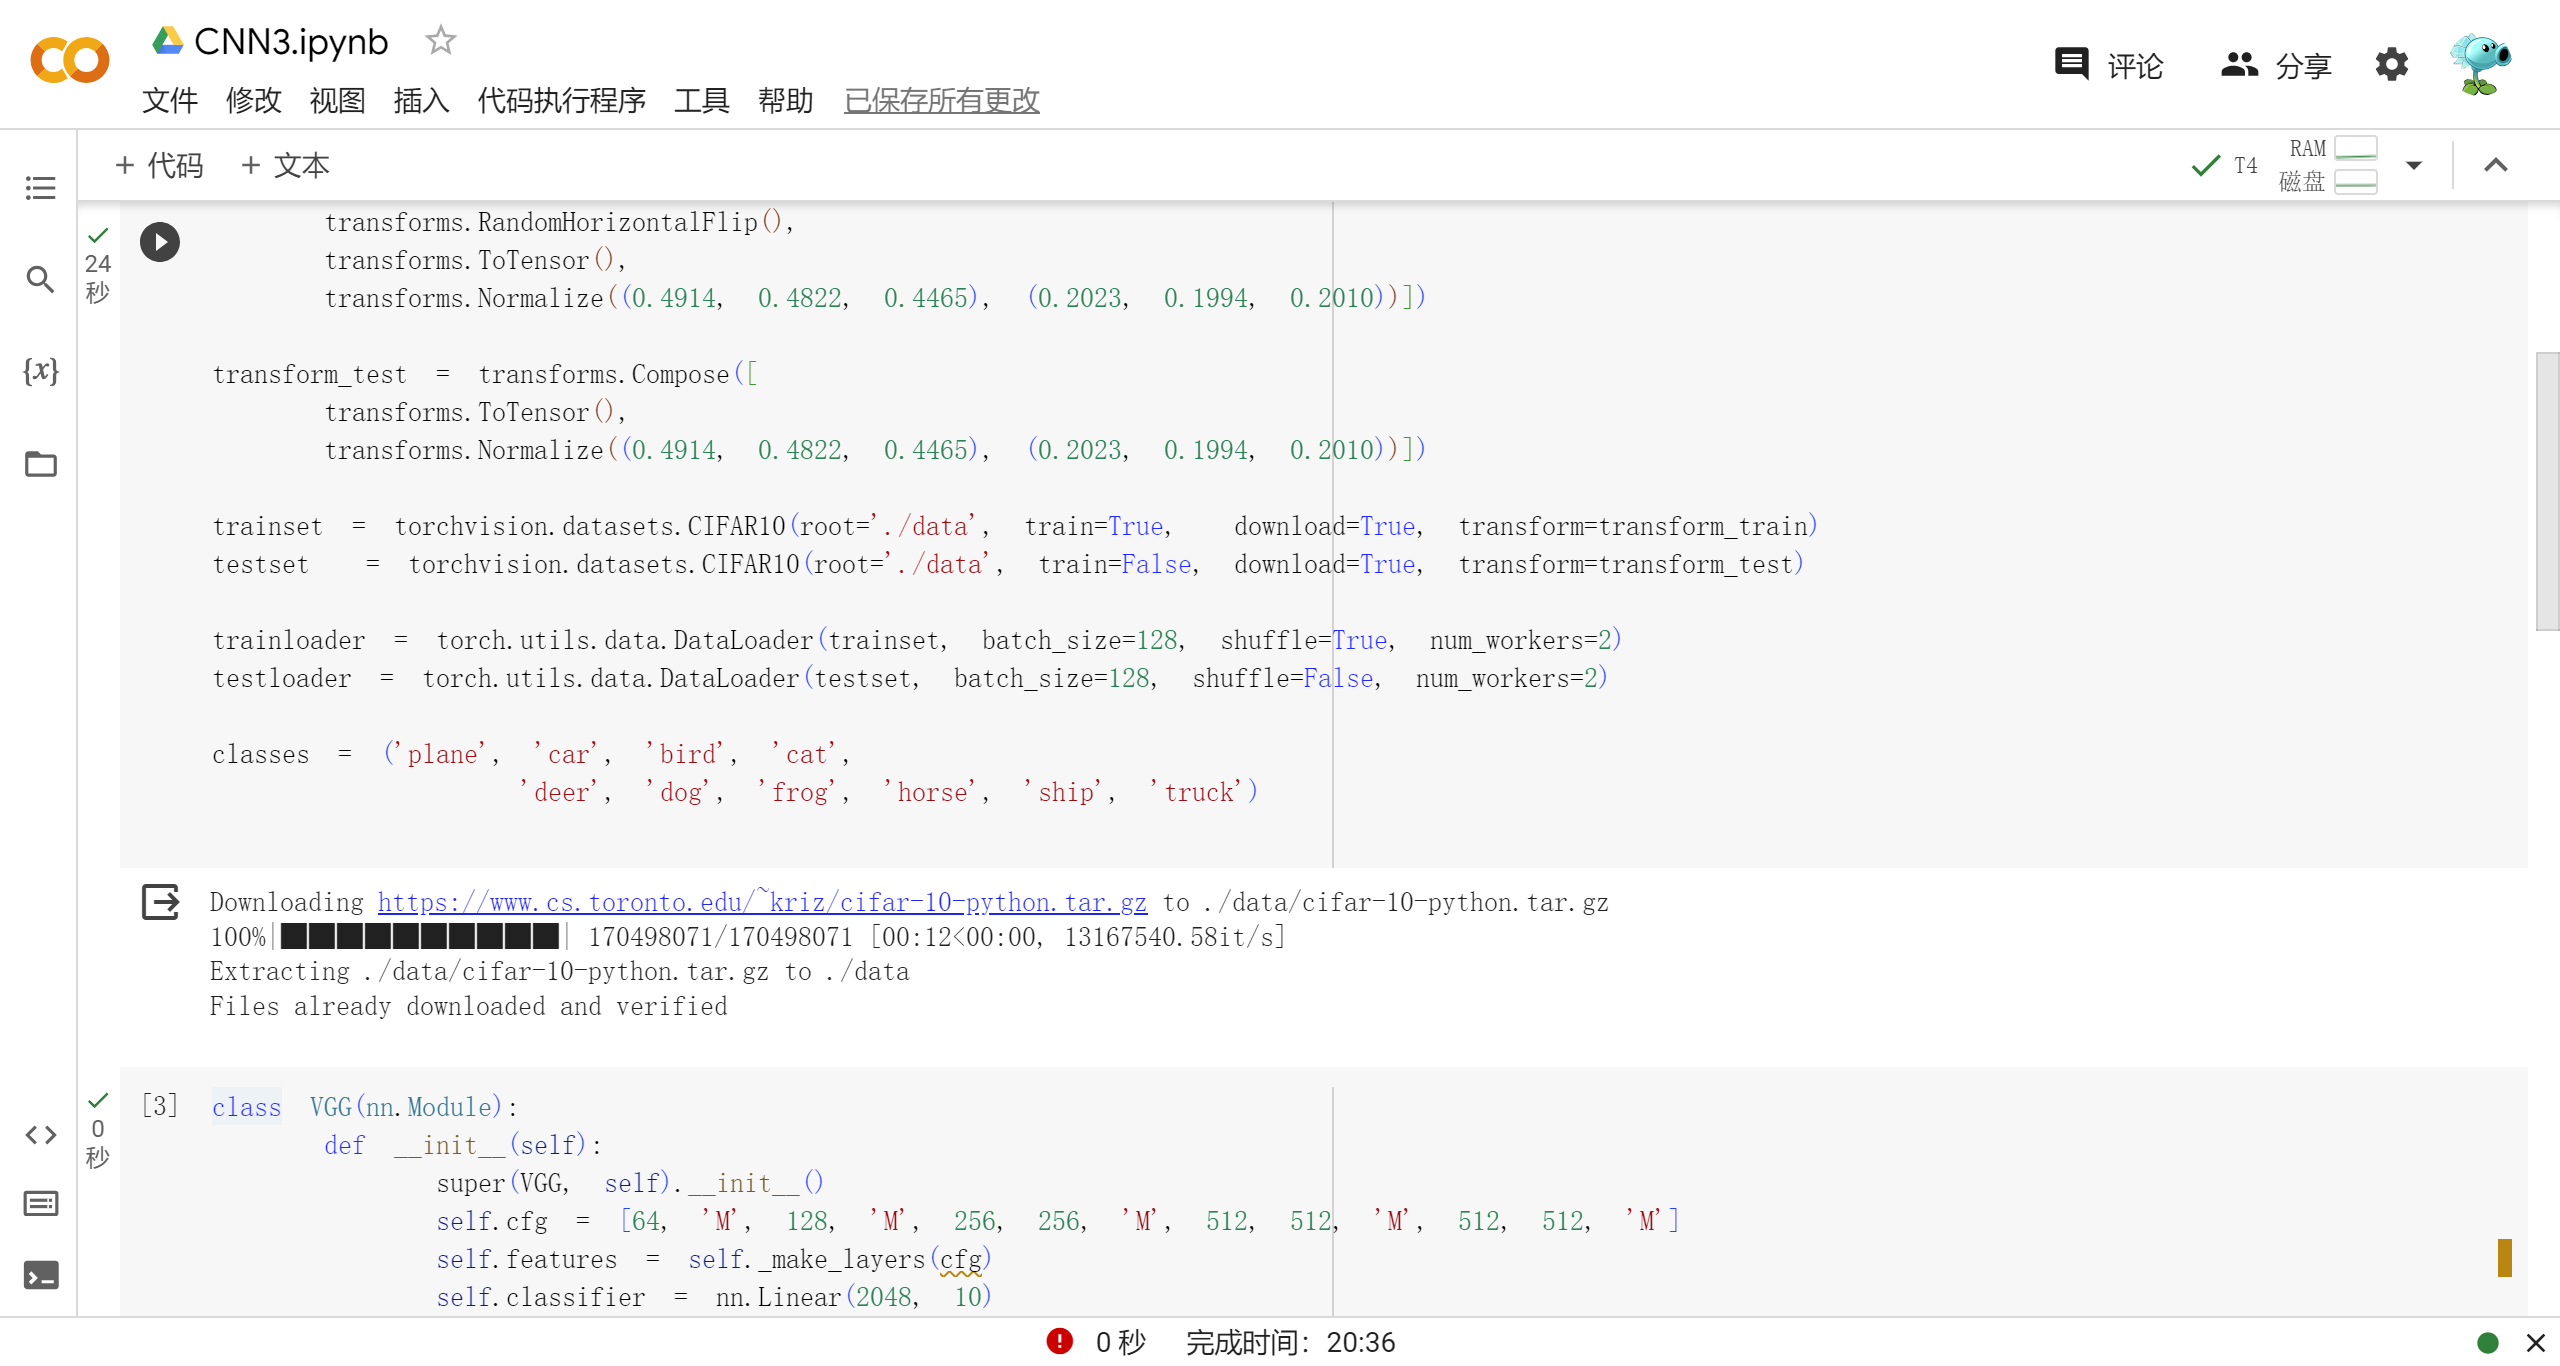 CNN3.ipynb
文件 修改 视图 插入 代码执行程序 工具 帮助 已保存所有更改
评论 分享
+ 代码 + 文本
T4 RAM 磁盘
24 秒
transforms.RandomHorizontalFlip(),
transforms.ToTensor(),
transforms.Normalize((0.4914, 0.4822, 0.4465), (0.2023, 0.1994, 0.2010))])
transform_test = transforms.Compose([
transforms.ToTensor(),
transforms.Normalize((0.4914, 0.4822, 0.4465), (0.2023, 0.1994, 0.2010))])
trainset = torchvision.datasets.CIFAR10(root='./data', train=True, download=True, transform=transform_train)
testset = torchvision.datasets.CIFAR10(root='./data', train=False, download=True, transform=transform_test)
trainloader = torch.utils.data.DataLoader(trainset, batch_size=128, shuffle=True, num_workers=2)
testloader = torch.utils.data.DataLoader(testset, batch_size=128, shuffle=False, num_workers=2)
classes = ('plane', 'car', 'bird', 'cat',
'deer', 'dog', 'frog', 'horse', 'ship', 'truck')
Downloading https://www.cs.toronto.edu/~kriz/cifar-10-python.tar.gz to ./data/cifar-10-python.tar.gz
100%|██████████| 170498071/170498071 [00:12<00:00, 13167540.58it/s]
Extracting ./data/cifar-10-python.tar.gz to ./data
Files already downloaded and verified
0 秒
[3] class VGG(nn.Module):
def __init__(self):
super(VGG, self).__init__()
self.cfg = [64, 'M', 128, 'M', 256, 256, 'M', 512, 512, 'M', 512, 512, 'M']
self.features = self._make_layers(cfg)
self.classifier = nn.Linear(2048, 10)
0 秒 完成时间：20:36